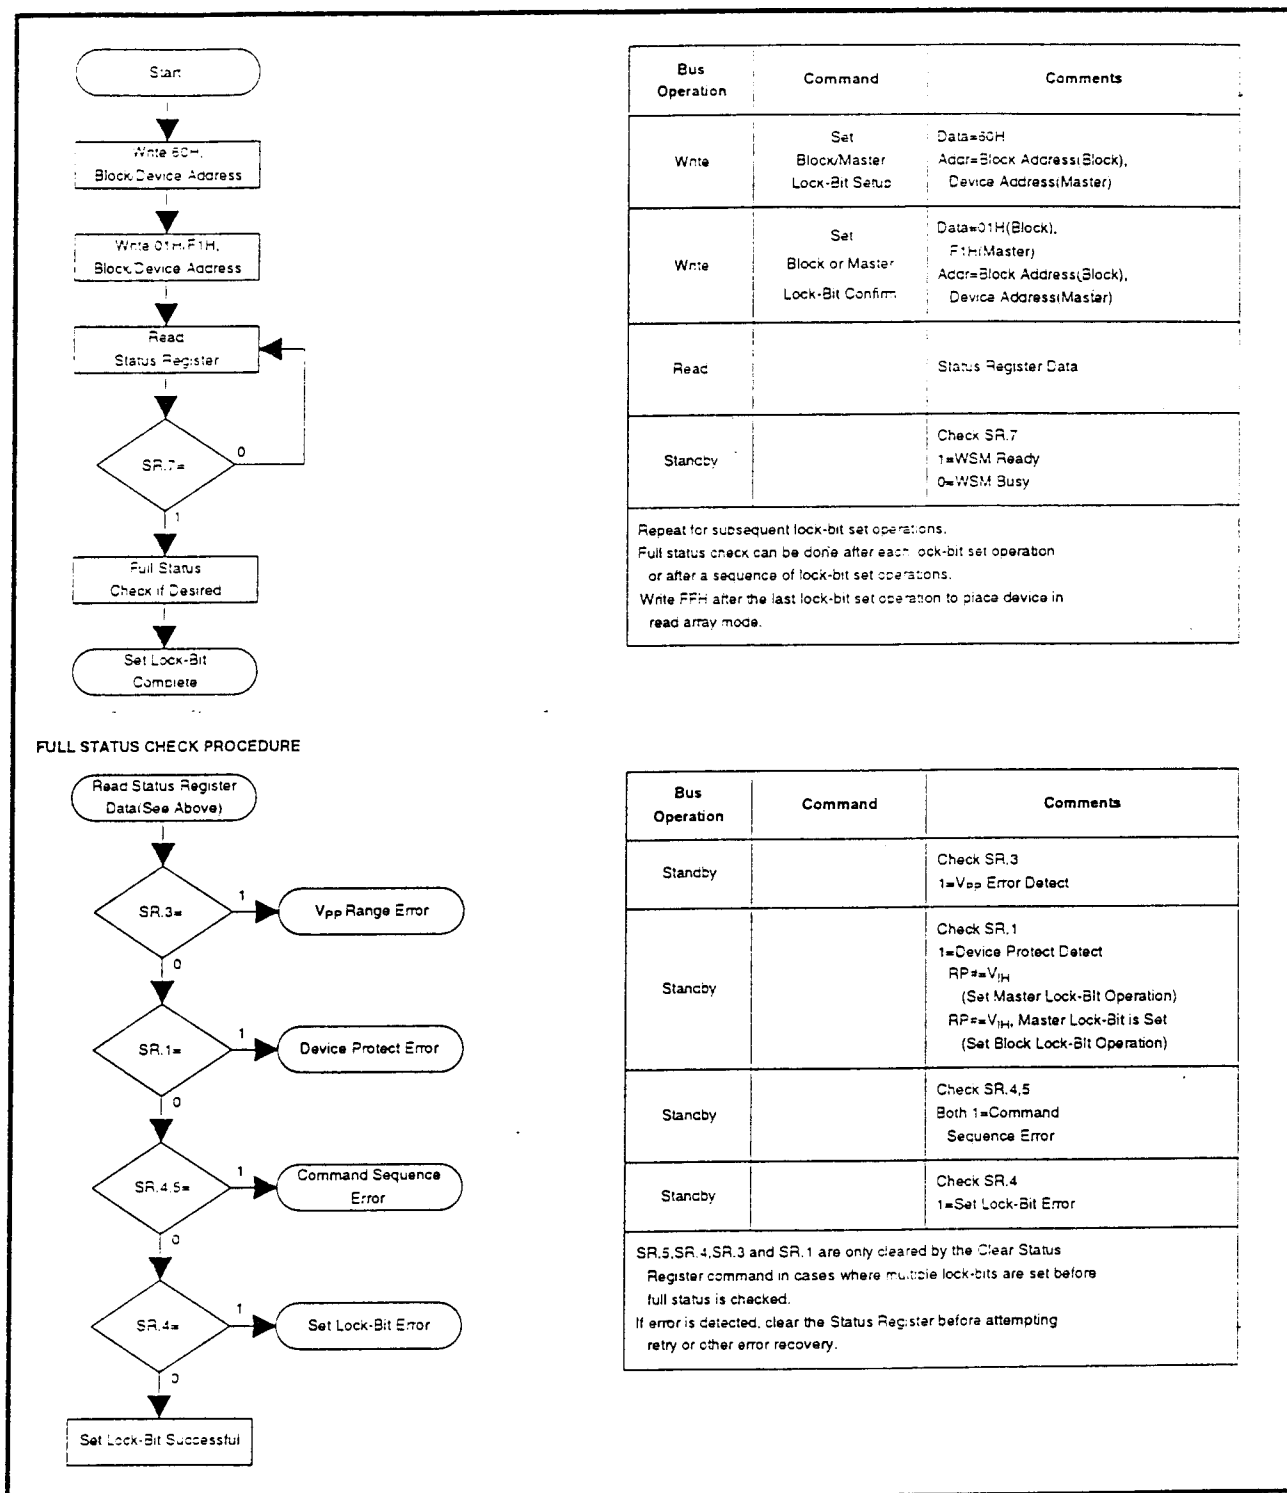 Start
Write 60H,
Block/Device Address
Write 01H/F1H,
Block/Device Address
Read
Status Register
SR.7=
0
1
Full Status
Check if Desired
Set Lock-Bit
Complete
Bus
Operation
Command
Comments
Write
Set
Block/Master
Lock-Bit Setup
Data=60H
Addr=Block Address(Block),
Device Address(Master)
Write
Set
Block or Master
Lock-Bit Confirm
Data=01H(Block),
F1H(Master)
Addr=Block Address(Block),
Device Address(Master)
Read
Status Register Data
Standby
Check SR.7
1=WSM Ready
0=WSM Busy
Repeat for subsequent lock-bit set operations.
Full status check can be done after each lock-bit set operation
or after a sequence of lock-bit set operations.
Write FFH after the last lock-bit set operation to place device in
read array mode.
FULL STATUS CHECK PROCEDURE
Read Status Register
Data(See Above)
SR.3=
1
VPP Range Error
0
SR.1=
1
Device Protect Error
0
SR.4,5=
1
Command Sequence
Error
0
SR.4=
1
Set Lock-Bit Error
0
Set Lock-Bit Successful
Bus
Operation
Command
Comments
Standby
Check SR.3
1=VPP Error Detect
Standby
Check SR.1
1=Device Protect Detect
RP#=VIH
(Set Master Lock-Bit Operation)
RP#=VIH, Master Lock-Bit is Set
(Set Block Lock-Bit Operation)
Standby
Check SR.4,5
Both 1=Command
Sequence Error
Standby
Check SR.4
1=Set Lock-Bit Error
SR.5,SR.4,SR.3 and SR.1 are only cleared by the Clear Status
Register command in cases where multiple lock-bits are set before
full status is checked.
If error is detected, clear the Status Register before attempting
retry or other error recovery.